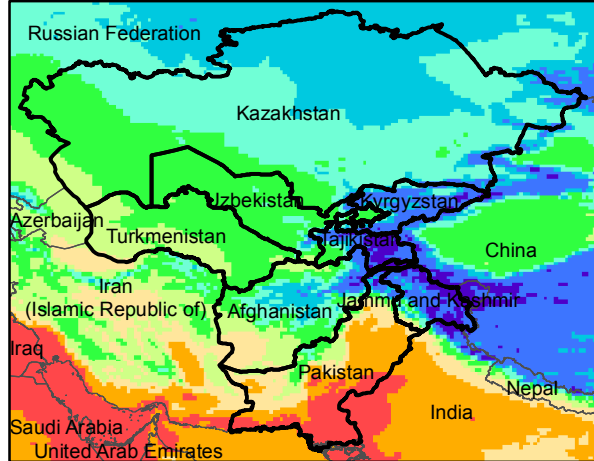 Russian Federation
Kazakhstan
Uzbekistan
Kyrgyzstan
Azerbaijan
Turkmenistan
Tajikistan
China
Iran
(Islamic Republic of)
Afghanistan
Jammu and Kashmir
Iraq
Pakistan
Nepal
India
Saudi Arabia
United Arab Emirates